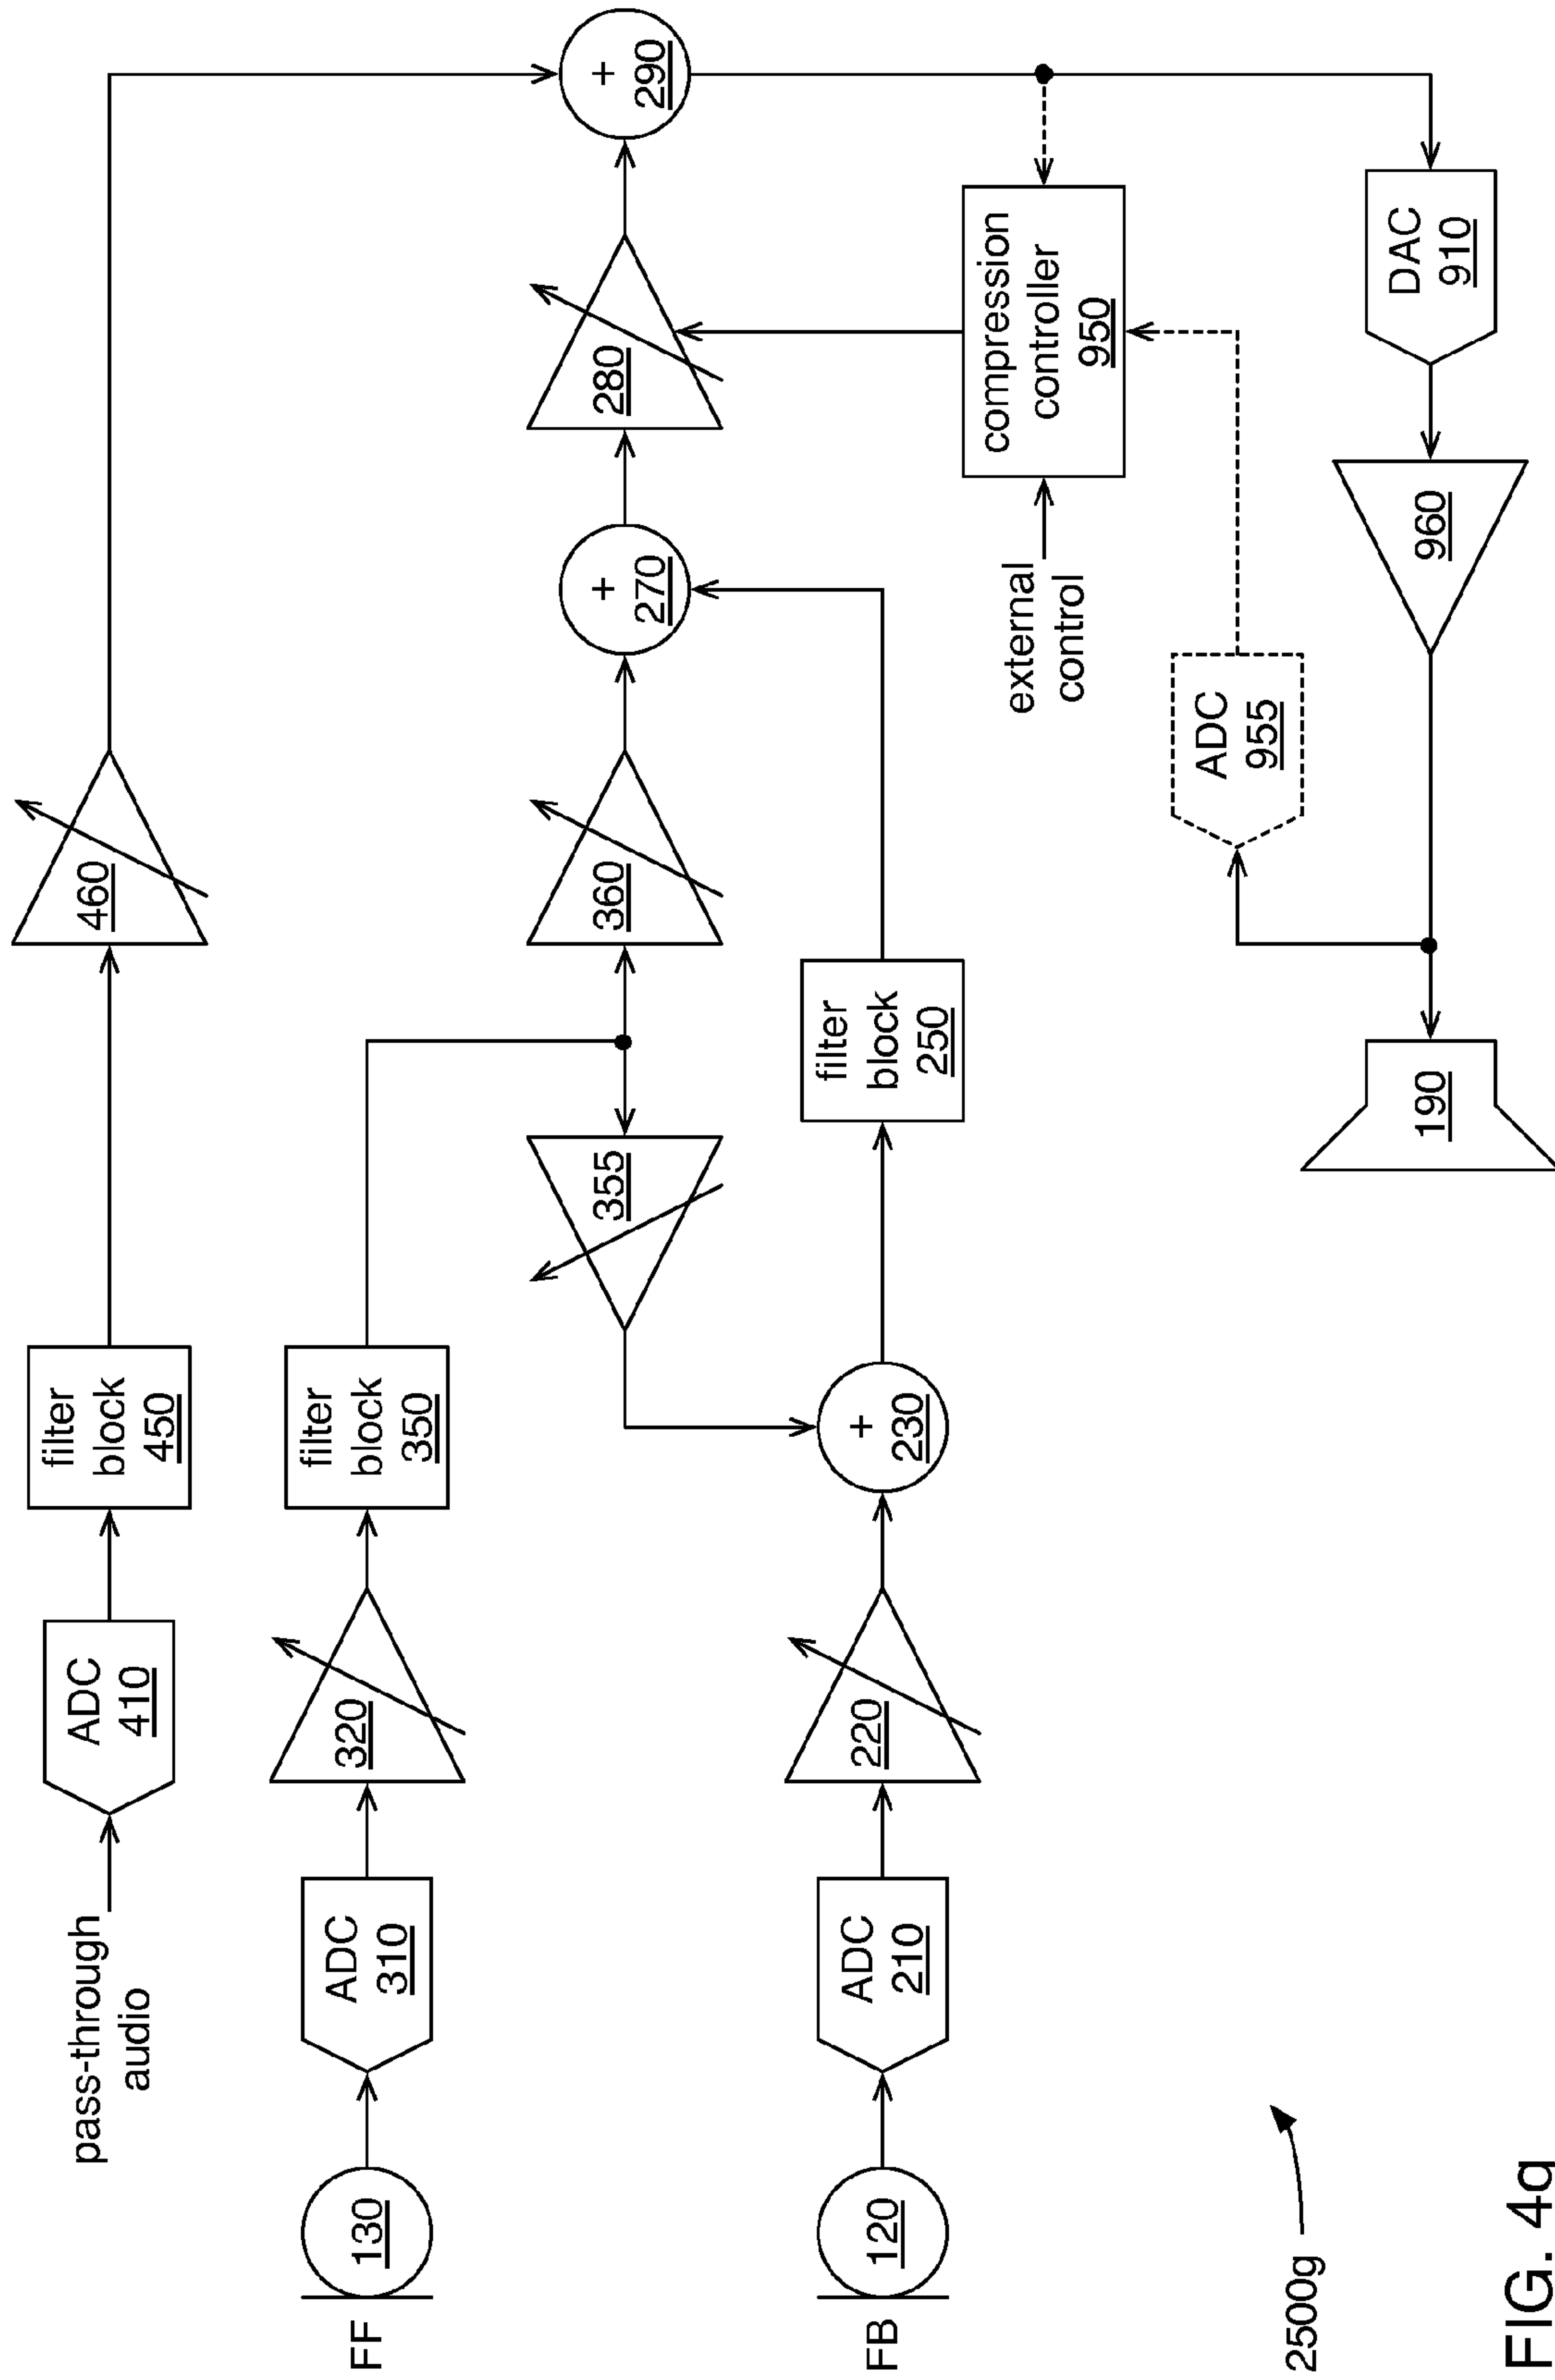 pass-through
audio
ADC
410
filter
block
450
460
FF
130
ADC
310
320
filter
block
350
355
360
+
270
280
+
290
FB
120
ADC
210
220
+
230
filter
block
250
external
control
compression
controller
950
ADC
955
190
960
DAC
910
2500g
FIG. 4g